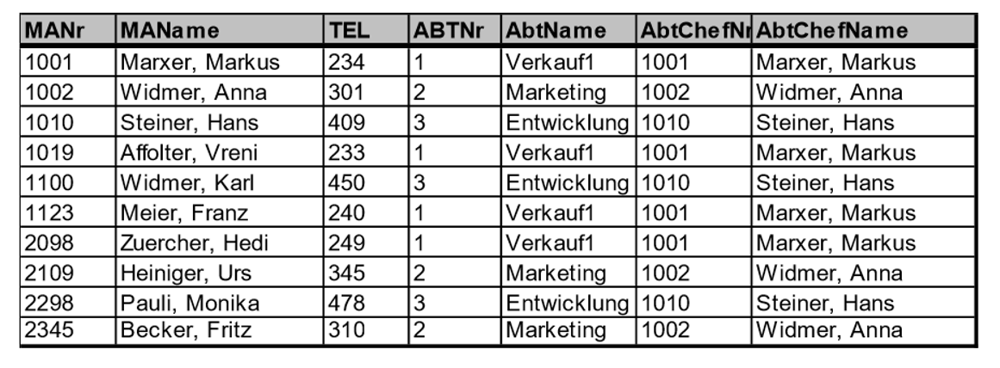 MANr MAName TEL ABTNr AbtName AbtChefNr AbtChefName
1001 Marxer, Markus 234 1 Verkauf1 1001 Marxer, Markus
1002 Widmer, Anna 301 2 Marketing 1002 Widmer, Anna
1010 Steiner, Hans 409 3 Entwicklung 1010 Steiner, Hans
1019 Affolter, Vreni 233 1 Verkauf1 1001 Marxer, Markus
1100 Widmer, Karl 450 3 Entwicklung 1010 Steiner, Hans
1123 Meier, Franz 240 1 Verkauf1 1001 Marxer, Markus
2098 Zuercher, Hedi 249 1 Verkauf1 1001 Marxer, Markus
2109 Heiniger, Urs 345 2 Marketing 1002 Widmer, Anna
2298 Pauli, Monika 478 3 Entwicklung 1010 Steiner, Hans
2345 Becker, Fritz 310 2 Marketing 1002 Widmer, Anna